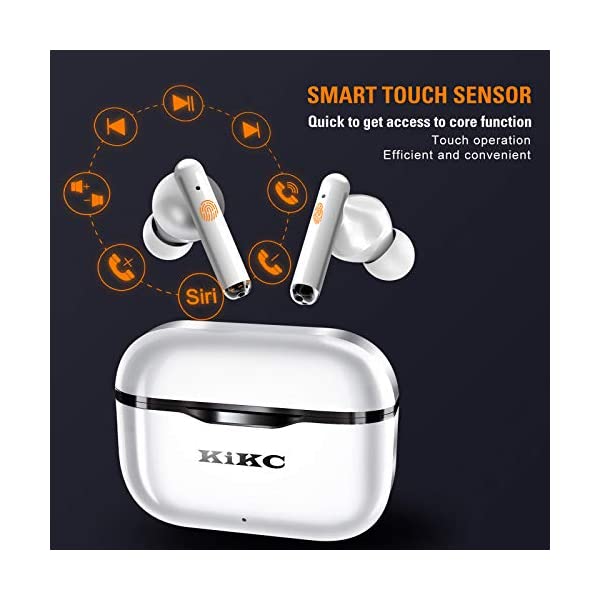 SMART TOUCH SENSOR
Quick to get access to core function
Touch operation
Efficient and convenient
Siri
KiKC